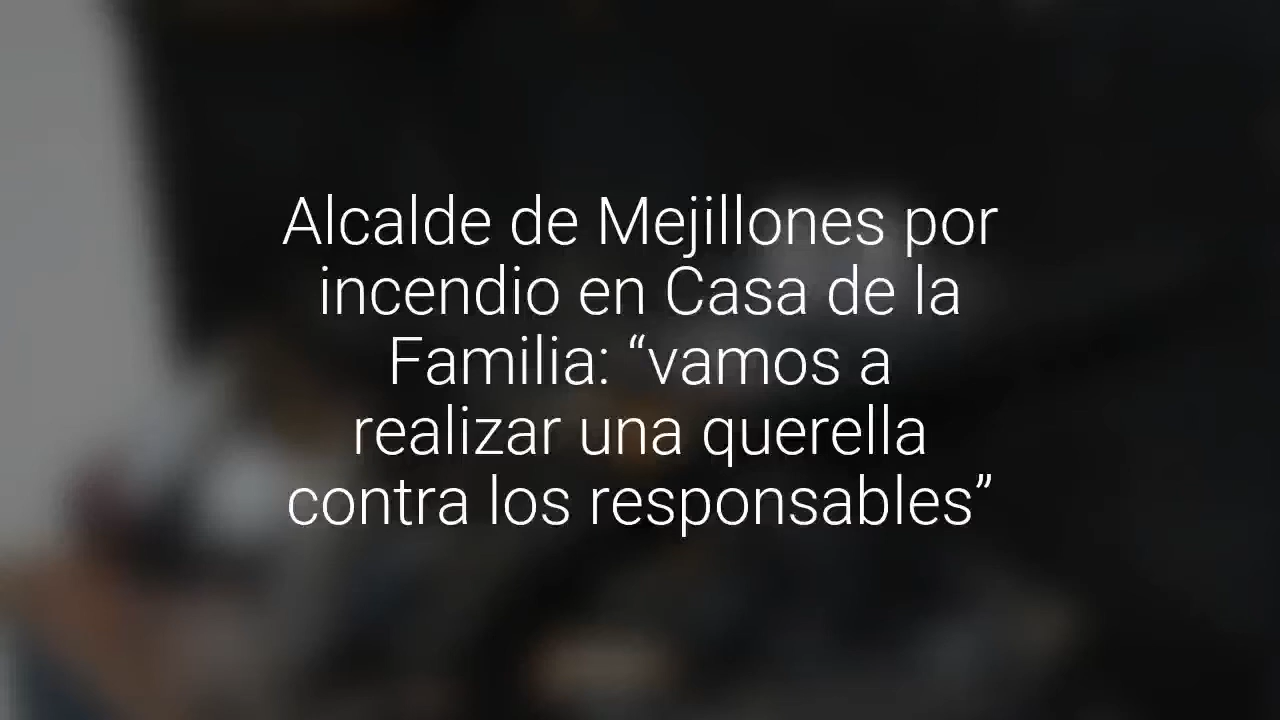 Alcalde de Mejillones por
incendio en Casa de la
Familia: “vamos a
realizar una querella
contra los responsables”